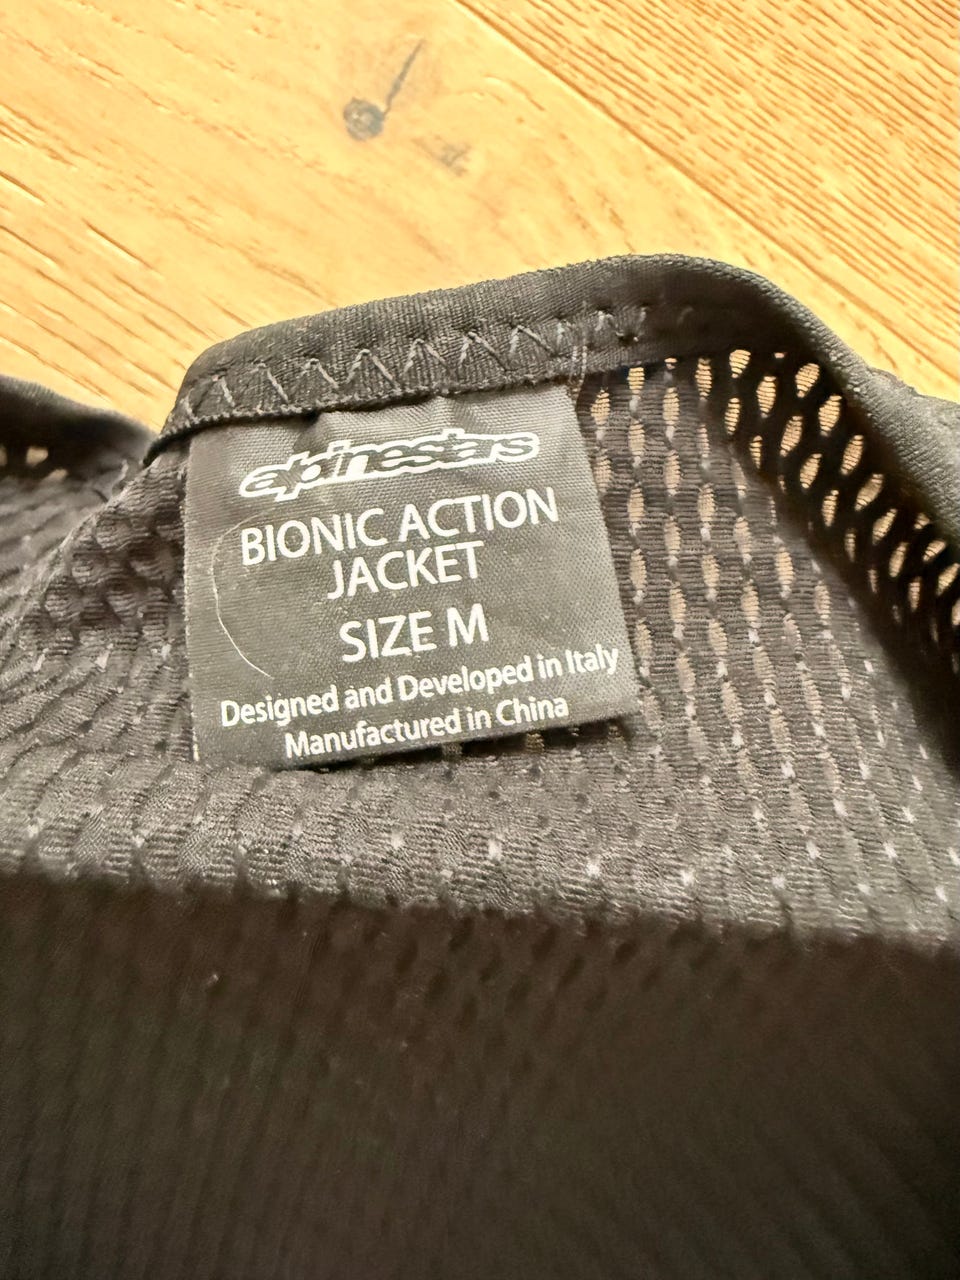 alpinestars
BIONIC ACTION
JACKET
SIZE M
Designed and Developed in Italy
Manufactured in China